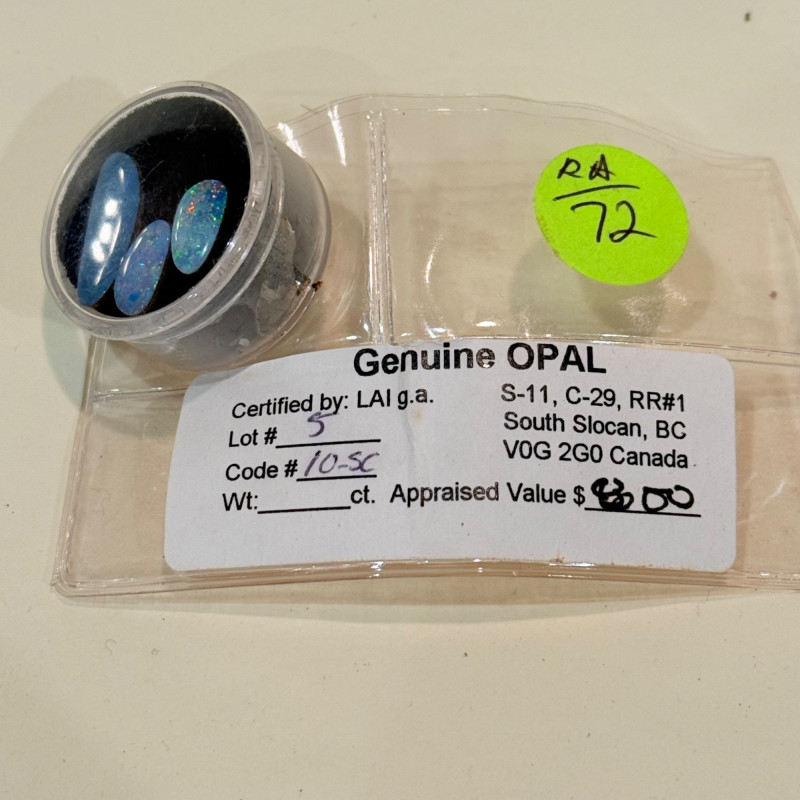 RA
72
Genuine OPAL
Certified by: LAI g.a.
Lot # 5
Code # 10-SC
Wt:________ct. Appraised Value $
S-11, C-29, RR#1
South Slocan, BC
V0G 2G0 Canada